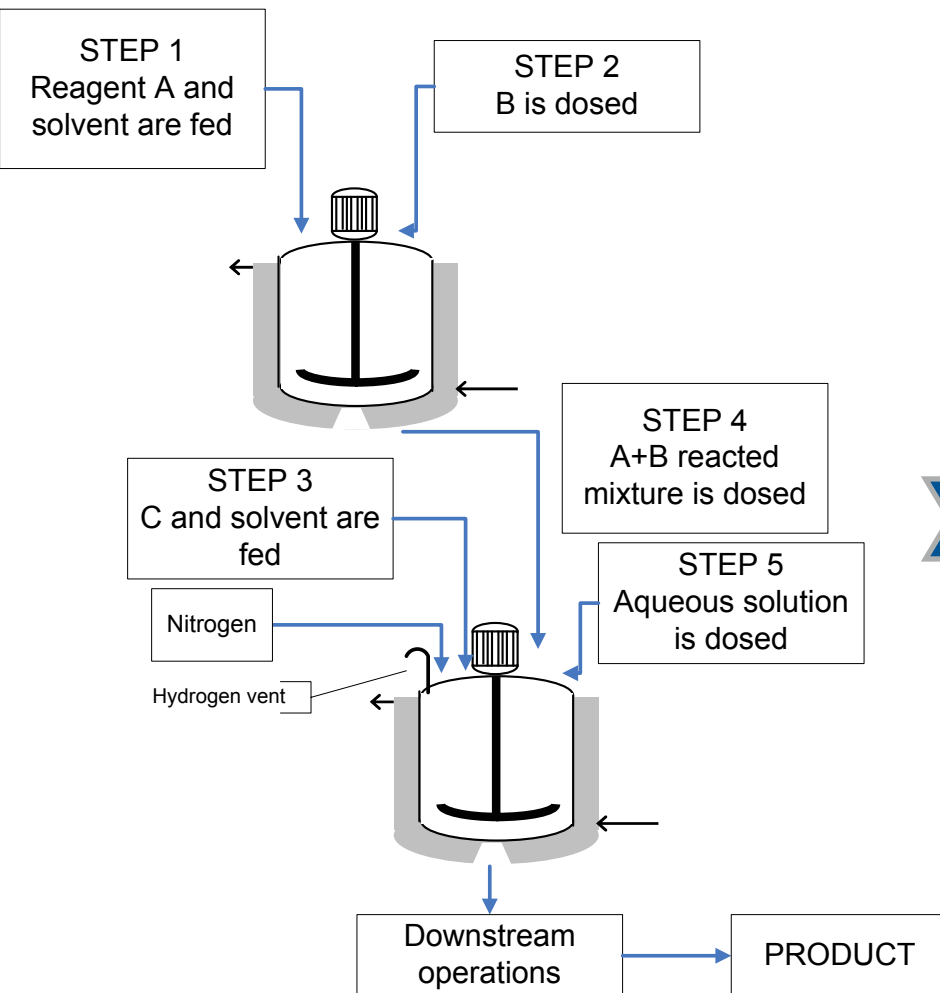 STEP 1
Reagent A and
solvent are fed
STEP 2
B is dosed
STEP 4
A+B reacted
mixture is dosed
STEP 3
C and solvent are
fed
STEP 5
Aqueous solution
is dosed
Nitrogen
Hydrogen vent
Downstream
operations
PRODUCT